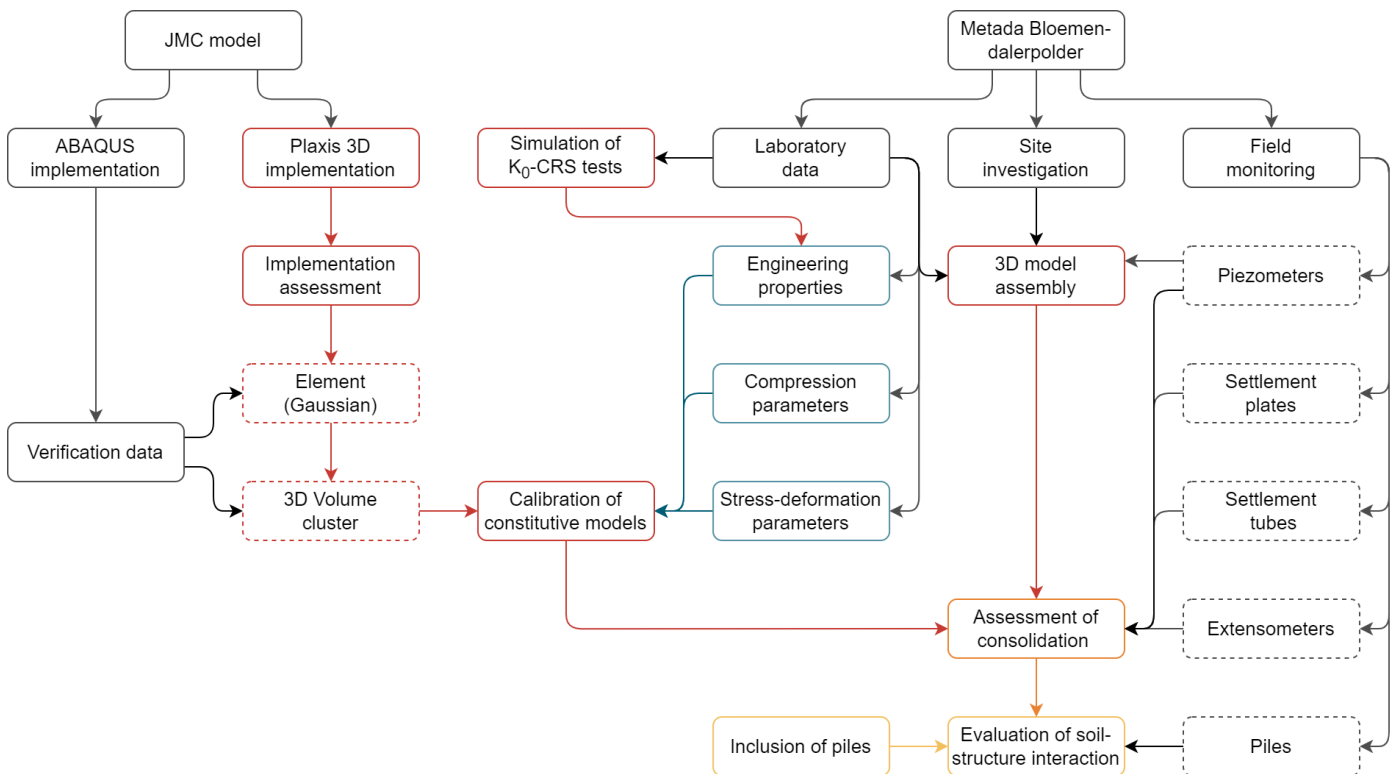 JMC model
Metada Bloemen-
dalerpolder
ABAQUS
implementation
Plaxis 3D
implementation
Simulation of
K₀-CRS tests
Laboratory
data
Site
investigation
Field
monitoring
Implementation
assessment
Engineering
properties
3D model
assembly
Piezometers
Element
(Gaussian)
Compression
parameters
Settlement
plates
Verification data
3D Volume
cluster
Calibration of
constitutive models
Stress-deformation
parameters
Settlement
tubes
Assessment of
consolidation
Extensometers
Inclusion of piles
Evaluation of soil-
structure interaction
Piles